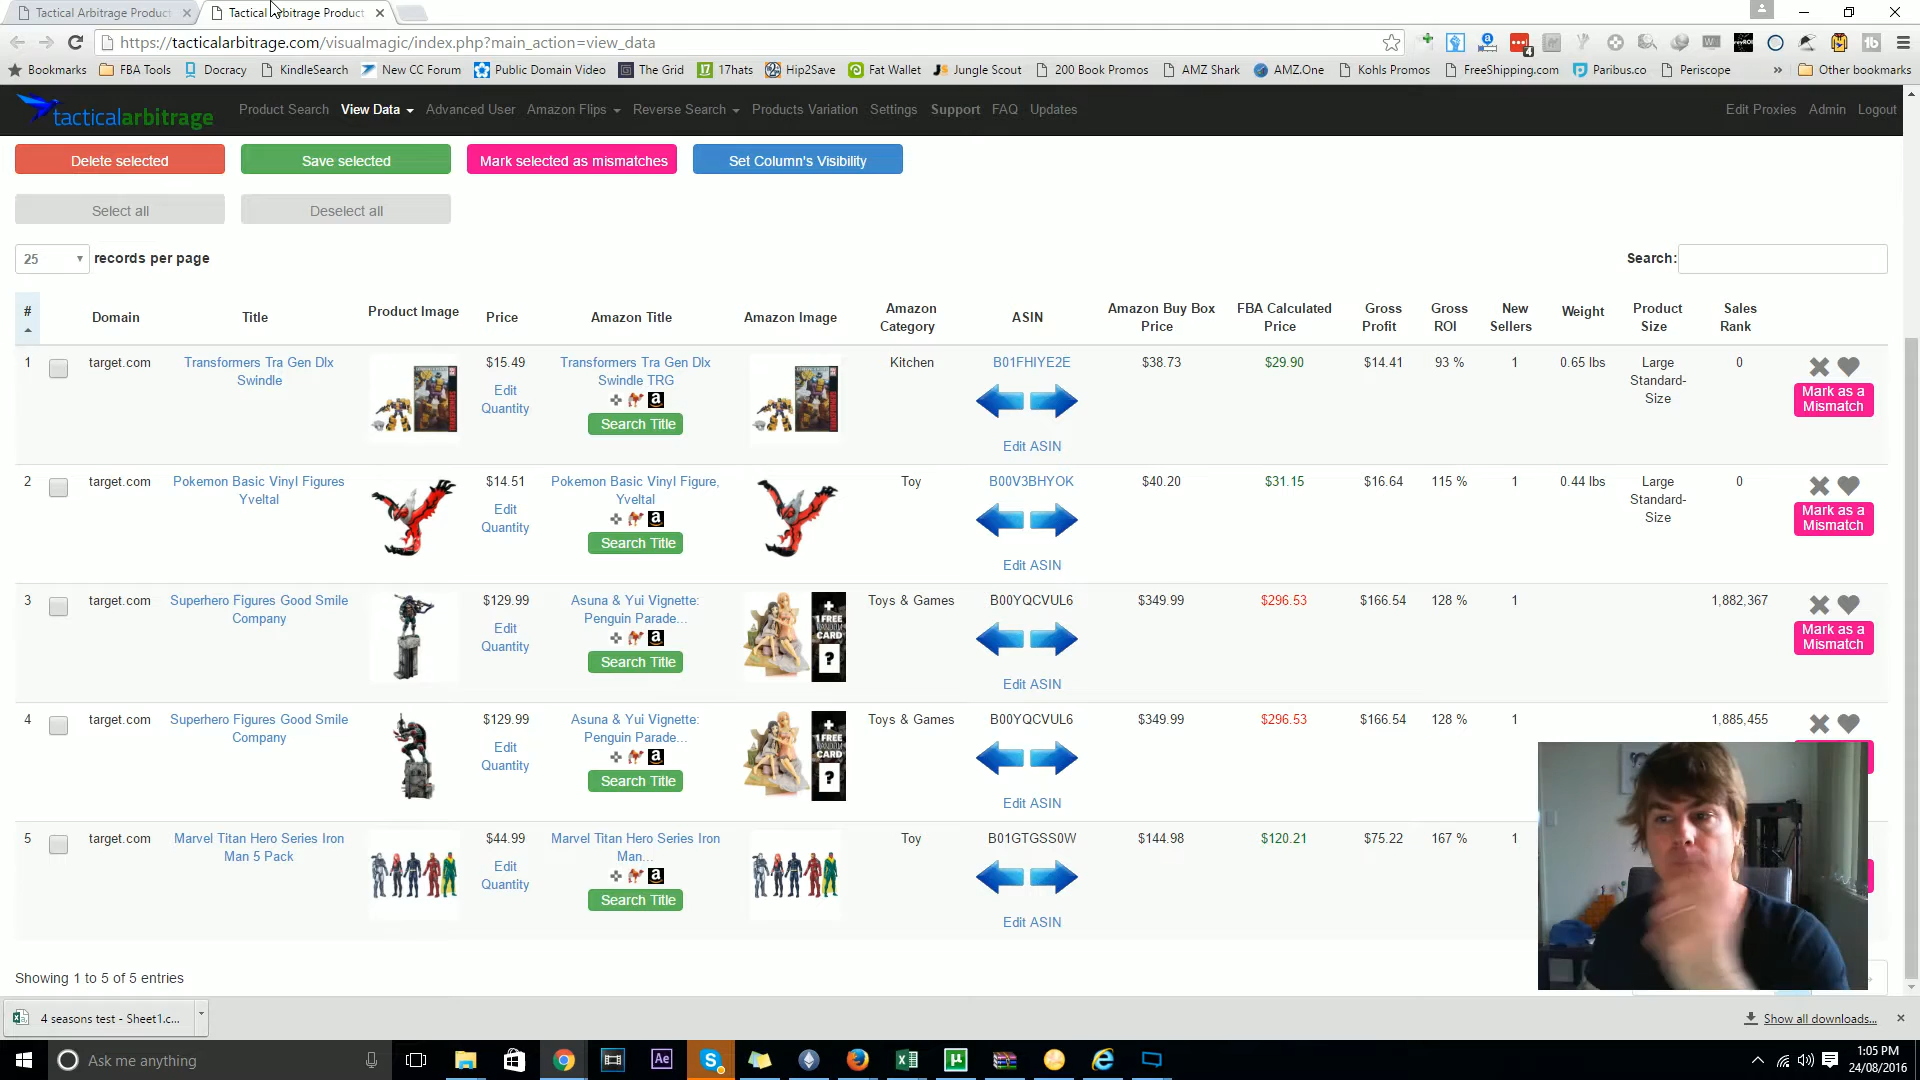 Tactical Arbitrage Product
Tactical Arbitrage Product
https://tacticalarbitrage.com/visualmagic/index.php?main_action=view_data
Bookmarks FBA Tools Docracy KindleSearch New CC Forum Public Domain Video The Grid 17hats Hip2Save Fat Wallet Jungle Scout 200 Book Promos AMZ Shark AMZ.One Kohls Promos FreeShipping.com Paribus.co Periscope » Other bookmarks
tacticalarbitrage Product Search View Data Advanced User Amazon Flips Reverse Search Products Variation Settings Support FAQ Updates Edit Proxies Admin Logout
Delete selected Save selected Mark selected as mismatches Set Column's Visibility
Select all Deselect all
25 records per page Search:
# Domain Title Product Image Price Amazon Title Amazon Image Amazon Category ASIN Amazon Buy Box Price FBA Calculated Price Gross Profit Gross ROI New Sellers Weight Product Size Sales Rank
1 target.com Transformers Tra Gen Dlx Swindle $15.49 Edit Quantity Transformers Tra Gen Dlx Swindle TRG Search Title Kitchen B01FHIYE2E Edit ASIN $38.73 $29.90 $14.41 93 % 1 0.65 lbs Large Standard-Size 0 Mark as a Mismatch
2 target.com Pokemon Basic Vinyl Figures Yveltal $14.51 Edit Quantity Pokemon Basic Vinyl Figure, Yveltal Search Title Toy B00V3BHYOK Edit ASIN $40.20 $31.15 $16.64 115 % 1 0.44 lbs Large Standard-Size 0 Mark as a Mismatch
3 target.com Superhero Figures Good Smile Company $129.99 Edit Quantity Asuna & Yui Vignette: Penguin Parade... Search Title + 1 FREE RANDOM CARD ? Toys & Games B00YQCVUL6 Edit ASIN $349.99 $296.53 $166.54 128 % 1 1,882,367 Mark as a Mismatch
4 target.com Superhero Figures Good Smile Company $129.99 Edit Quantity Asuna & Yui Vignette: Penguin Parade... Search Title + 1 FREE RANDOM CARD ? Toys & Games B00YQCVUL6 Edit ASIN $349.99 $296.53 $166.54 128 % 1 1,885,455
5 target.com Marvel Titan Hero Series Iron Man 5 Pack $44.99 Edit Quantity Marvel Titan Hero Series Iron Man... Search Title Toy B01GTGSS0W Edit ASIN $144.98 $120.21 $75.22 167 % 1
Showing 1 to 5 of 5 entries
4 seasons test - Sheet1.c... Show all downloads...
Ask me anything
1:05 PM
24/08/2016